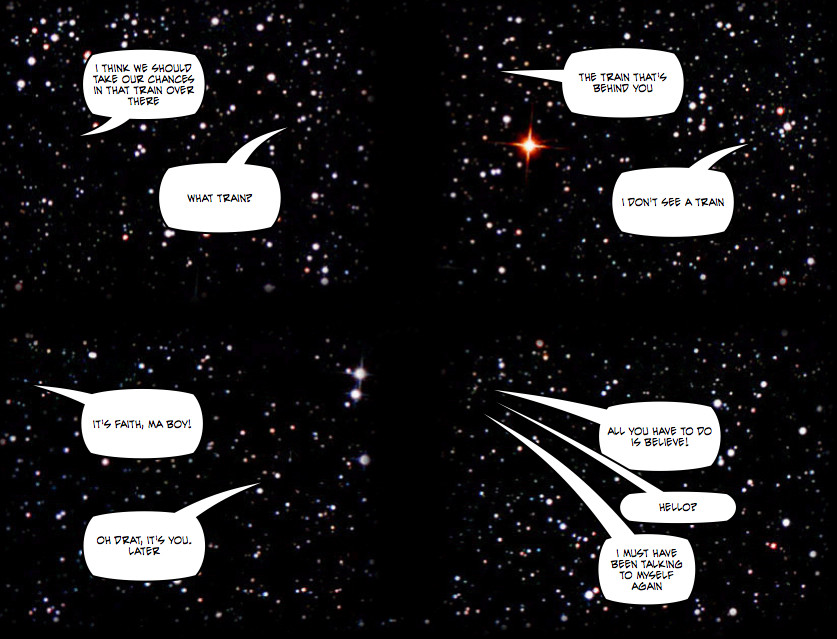 I THINK WE SHOULD
TAKE OUR CHANCES
IN THAT TRAIN OVER
THERE
WHAT TRAIN?
THE TRAIN THAT'S
BEHIND YOU
I DON'T SEE A TRAIN
IT'S FAITH, MA BOY!
OH DRAT, IT'S YOU.
LATER
ALL YOU HAVE TO DO
IS BELIEVE!
HELLO?
I MUST HAVE
BEEN TALKING
TO MYSELF
AGAIN